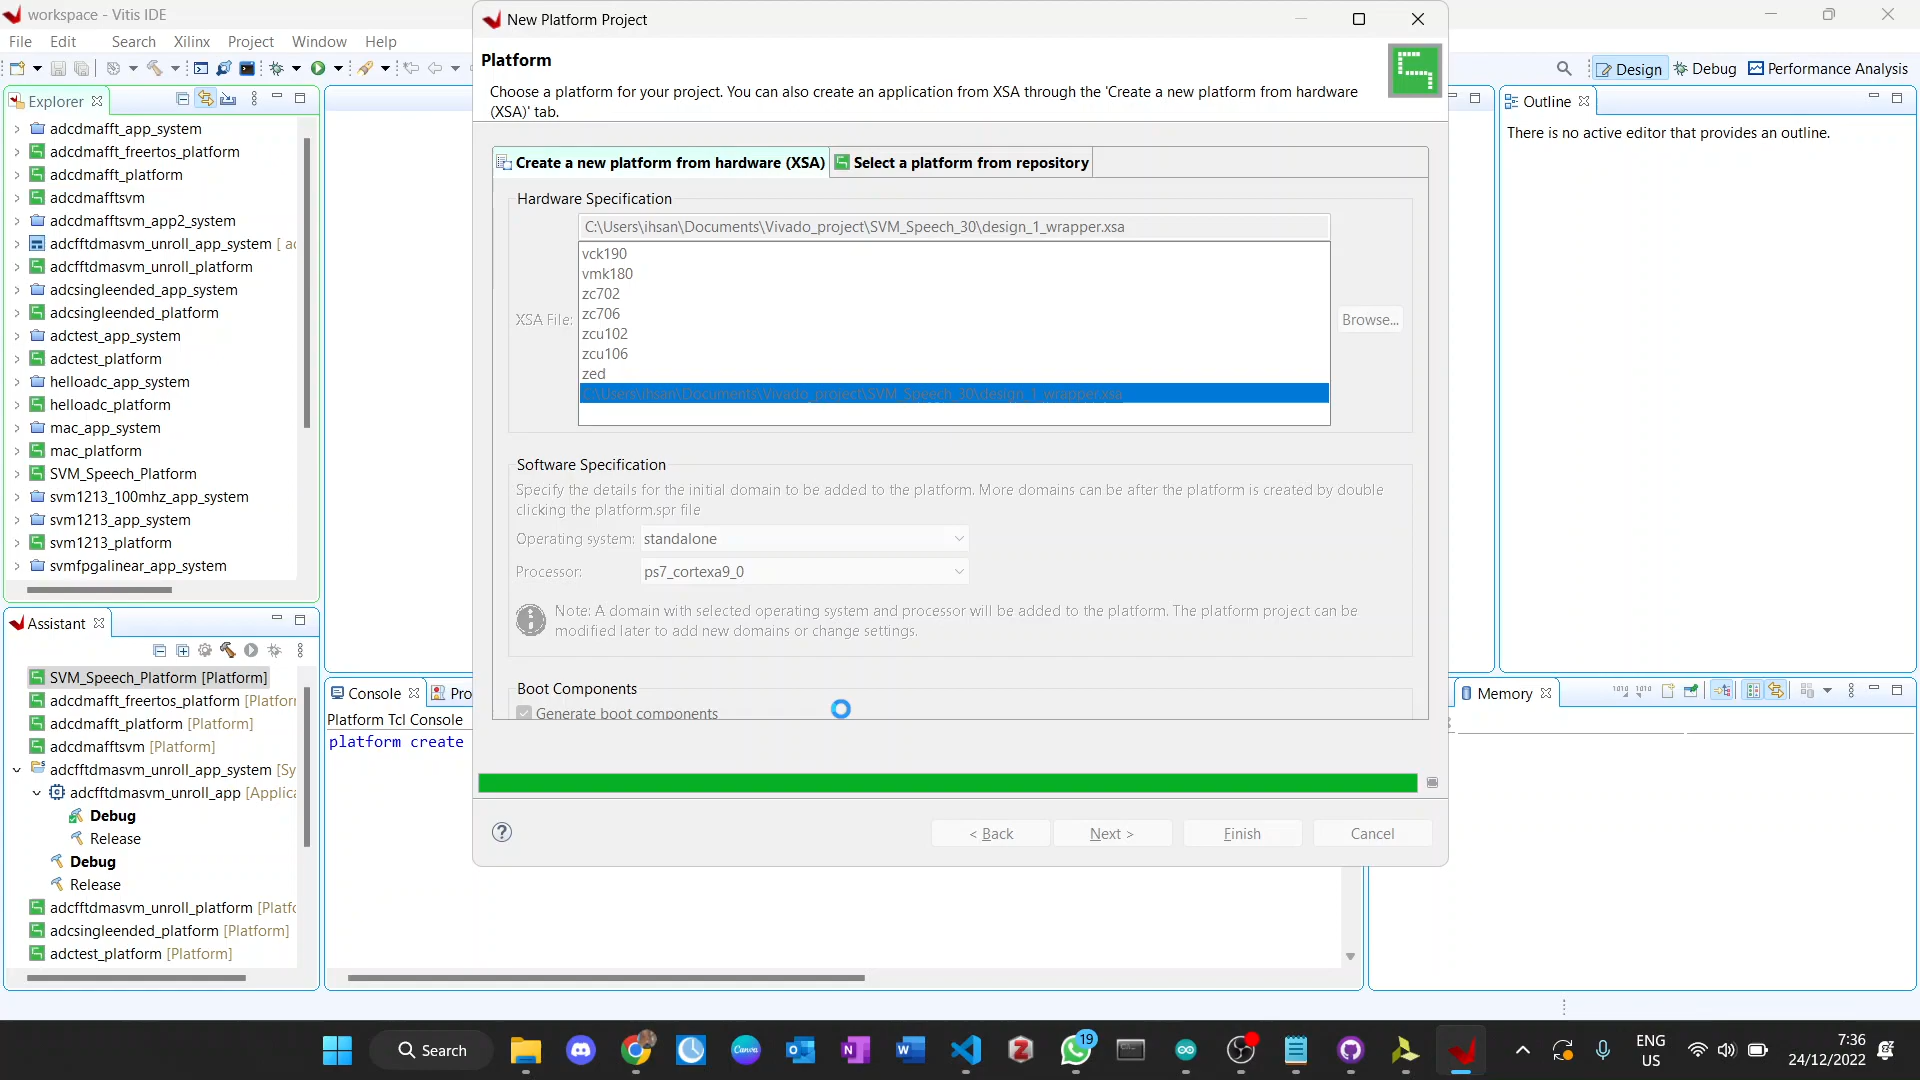 workspace - Vitis IDE
File Edit Search Xilinx Project Window Help
Explorer
adcdmafft_app_system
adcdmafft_freertos_platform
adcdmafft_platform
adcdmafftsvm
adcdmafftsvm_app2_system
adcfftdmasvm_unroll_app_system [ ac
adcfftdmasvm_unroll_platform
adcsingleended_app_system
adcsingleended_platform
adctest_app_system
adctest_platform
helloadc_app_system
helloadc_platform
mac_app_system
mac_platform
SVM_Speech_Platform
svm1213_100mhz_app_system
svm1213_app_system
svm1213_platform
svmfpgalinear_app_system
Assistant
SVM_Speech_Platform [Platform]
adcdmafft_freertos_platform [Platforr
adcdmafft_platform [Platform]
adcdmafftsvm [Platform]
adcfftdmasvm_unroll_app_system [Sy
adcfftdmasvm_unroll_app [Applica
Debug
Release
Debug
Release
adcfftdmasvm_unroll_platform [Platfo
adcsingleended_platform [Platform]
adctest_platform [Platform]
Console
Pro
Platform Tcl Console
platform create
New Platform Project
Platform
Choose a platform for your project. You can also create an application from XSA through the 'Create a new platform from hardware
(XSA)' tab.
Create a new platform from hardware (XSA)
Select a platform from repository
Hardware Specification
C:\Users\ihsan\Documents\Vivado_project\SVM_Speech_30\design_1_wrapper.xsa
vck190
vmk180
zc702
zc706
XSA File:
Browse...
zcu102
zcu106
zed
C:\Users\ihsan\Documents\Vivado_project\SVM_Speech_30\design_1_wrapper.xsa
Software Specification
Specify the details for the initial domain to be added to the platform. More domains can be after the platform is created by double
clicking the platform.spr file
Operating system: standalone
Processor: ps7_cortexa9_0
Note: A domain with selected operating system and processor will be added to the platform. The platform project can be
modified later to add new domains or change settings.
Boot Components
Generate boot components
< Back
Next >
Finish
Cancel
Design
Debug
Performance Analysis
Outline
There is no active editor that provides an outline.
Memory
Search
19
ENG
US
7:36
24/12/2022